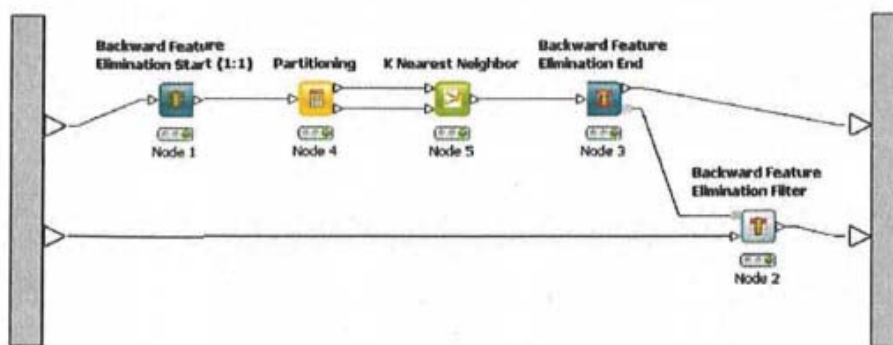 Backward Feature
Elimination Start (1:1)
Partitioning
K Nearest Neighbor
Backward Feature
Elimination End
Node 1
Node 4
Node 5
Node 3
Backward Feature
Elimination Filter
Node 2